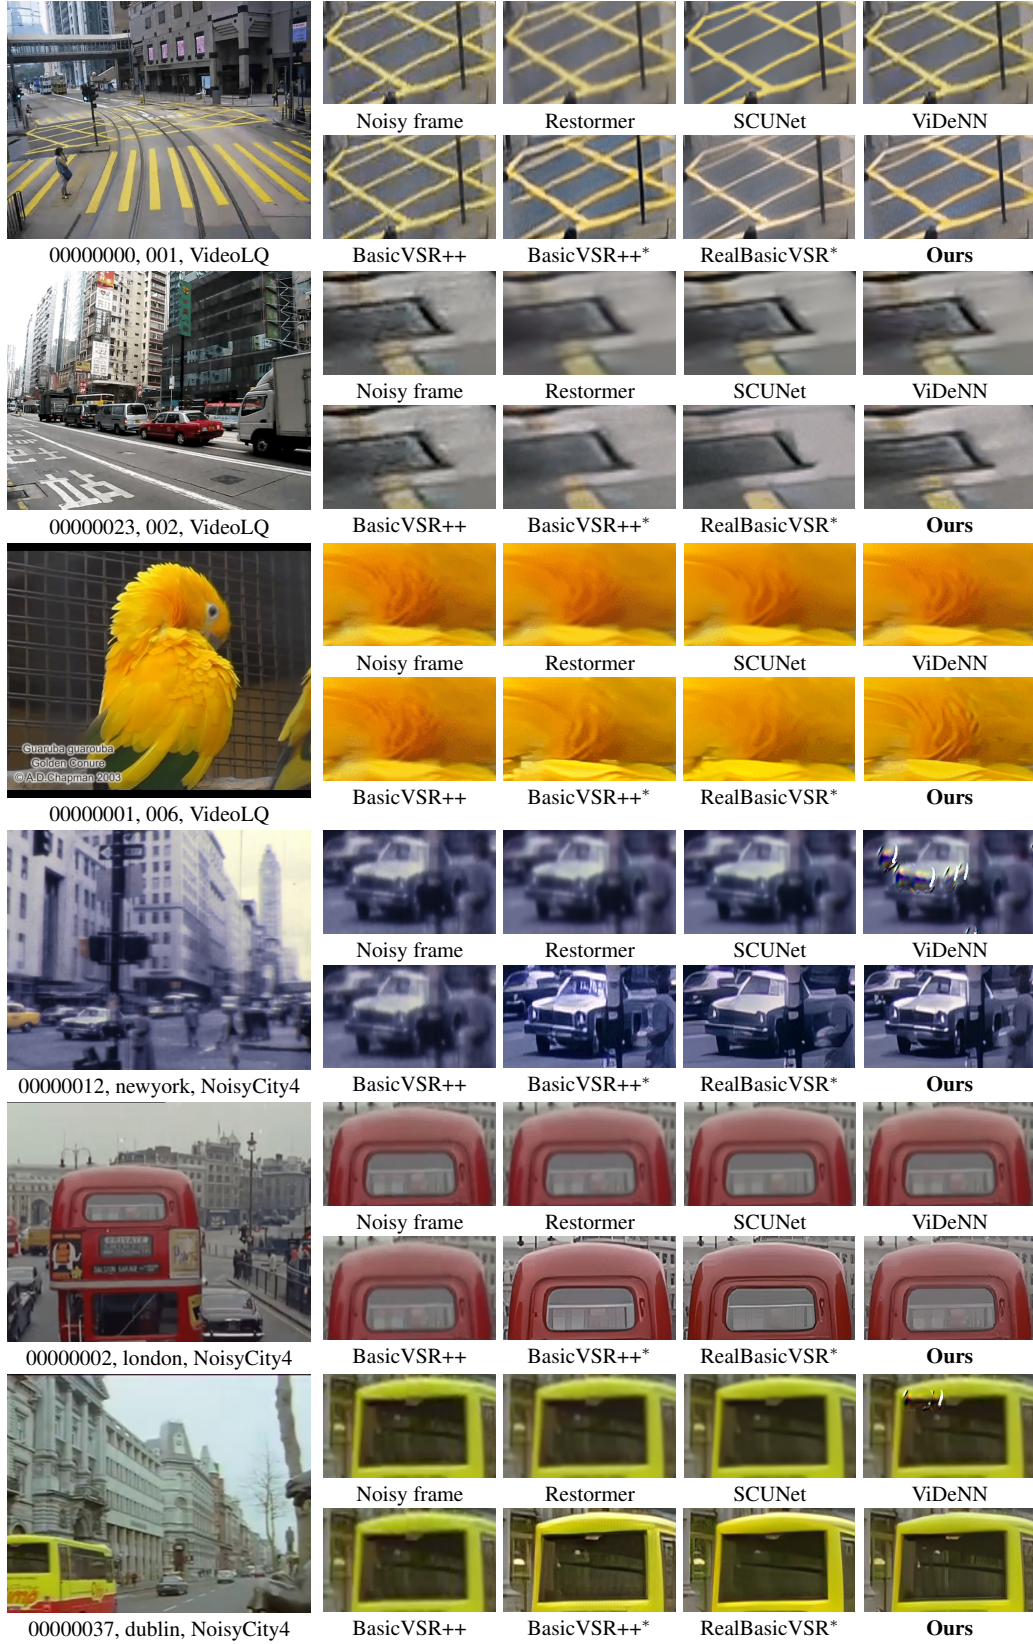 Noisy frame Restormer SCUNet ViDeNN
BasicVSR++ BasicVSR++* RealBasicVSR* Ours
00000000, 001, VideoLQ
站
Noisy frame Restormer SCUNet ViDeNN
BasicVSR++ BasicVSR++* RealBasicVSR* Ours
00000023, 002, VideoLQ
Guaruba guarouba
Golden Conure
© A.D.Chapman 2003
Noisy frame Restormer SCUNet ViDeNN
BasicVSR++ BasicVSR++* RealBasicVSR* Ours
00000001, 006, VideoLQ
Noisy frame Restormer SCUNet ViDeNN
BasicVSR++ BasicVSR++* RealBasicVSR* Ours
00000012, newyork, NoisyCity4
PRIVATE
Noisy frame Restormer SCUNet ViDeNN
BasicVSR++ BasicVSR++* RealBasicVSR* Ours
00000002, london, NoisyCity4
Noisy frame Restormer SCUNet ViDeNN
BasicVSR++ BasicVSR++* RealBasicVSR* Ours
00000037, dublin, NoisyCity4